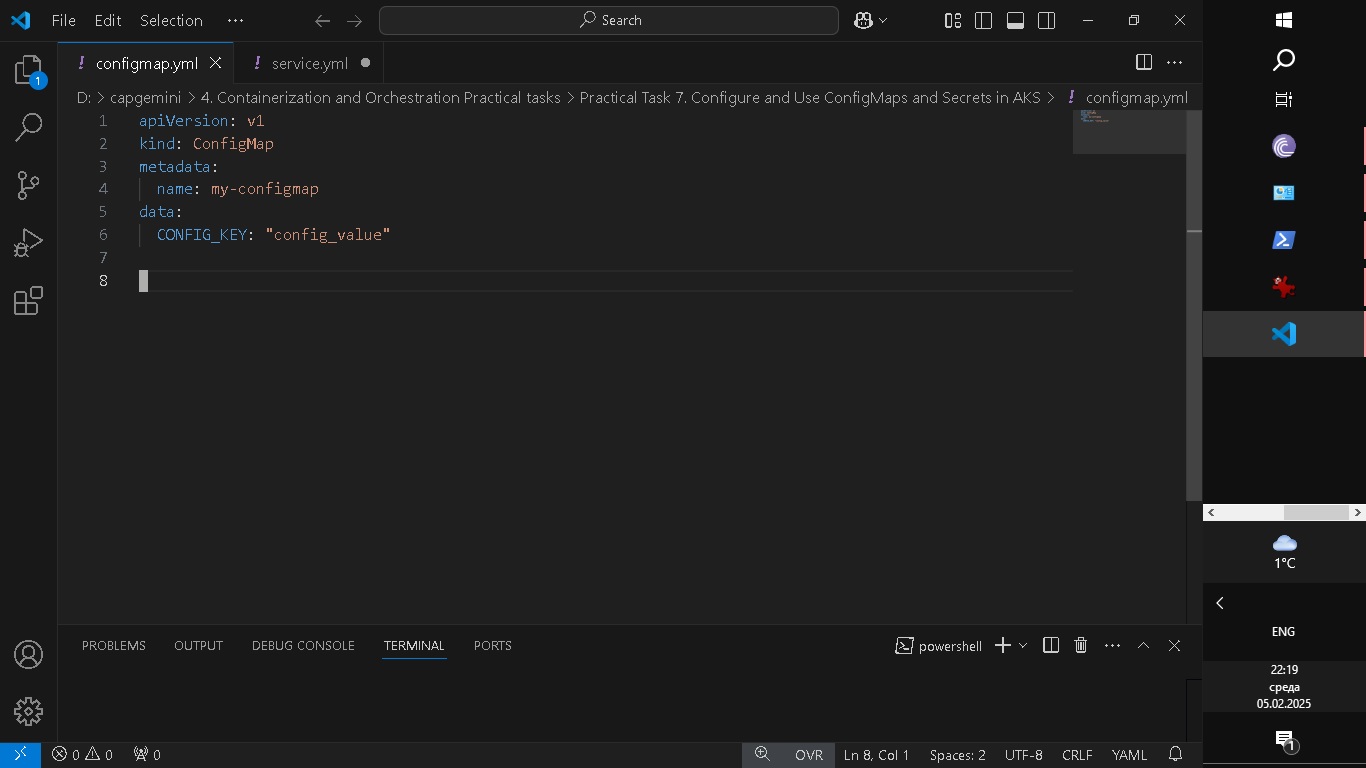 File Edit Selection ··· Search
! configmap.yml ! service.yml
D: > capgemini > 4. Containerization and Orchestration Practical tasks > Practical Task 7. Configure and Use ConfigMaps and Secrets in AKS > ! configmap.yml
1 apiVersion: v1
2 kind: ConfigMap
3 metadata:
4 name: my-configmap
5 data:
6 CONFIG_KEY: "config_value"
7
8
1
PROBLEMS OUTPUT DEBUG CONSOLE TERMINAL PORTS powershell
0 0 0 OVR Ln 8, Col 1 Spaces: 2 UTF-8 CRLF YAML
1°C
ENG
22:19
среда
05.02.2025
1